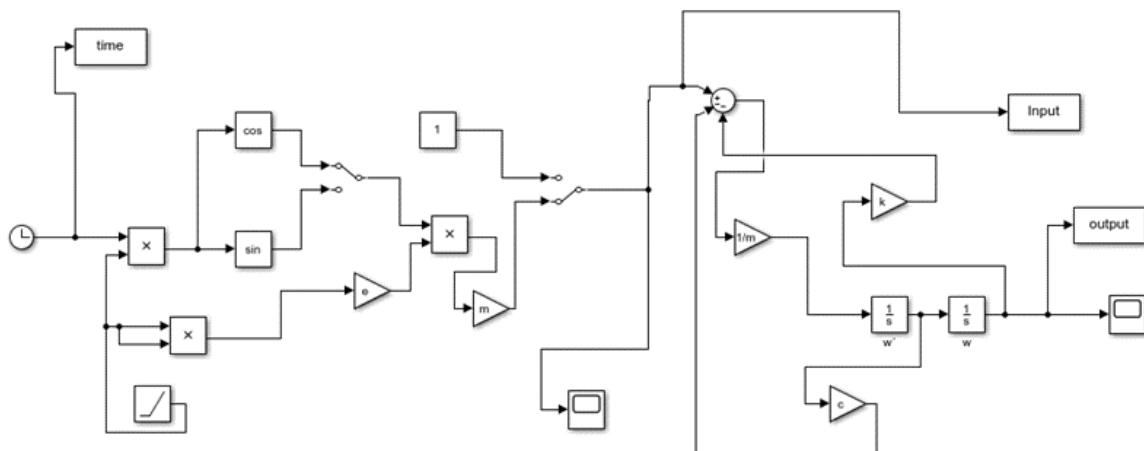 time
cos
1
+
-
-
Input
×
sin
×
k
1/m
output
e
m
×
1
s
w´
1
s
w
c